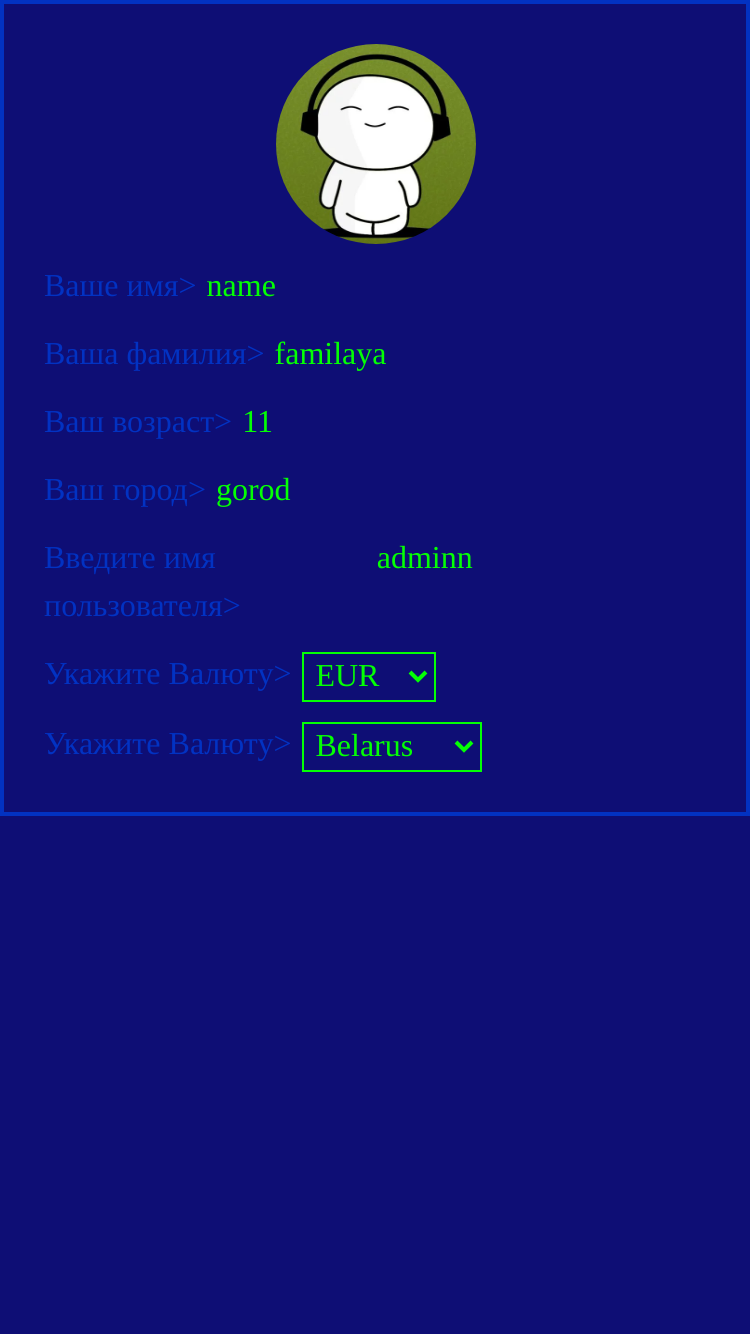 Ваше имя> name
Ваша фамилия> familaya
Ваш возраст> 11
Ваш город> gorod
Введите имя adminn
пользователя>
Укажите Валюту> EUR
Укажите Валюту> Belarus